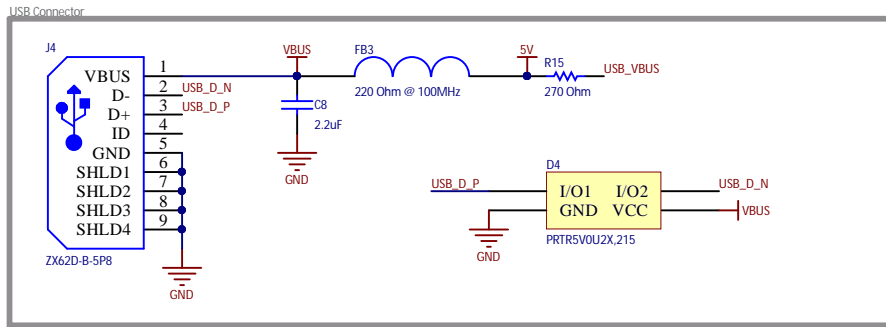 USB Connector
J4
VBUS 1
D- 2 USB_D_N
D+ 3 USB_D_P
ID 4
GND 5
SHLD1 6
SHLD2 7
SHLD3 8
SHLD4 9
ZX62D-B-5P8
GND
VBUS
C8
2.2uF
GND
FB3
220 Ohm @ 100MHz
5V
R15
270 Ohm
USB_VBUS
D4
USB_D_P I/O1 I/O2 USB_D_N
GND VCC VBUS
PRTR5V0U2X,215
GND